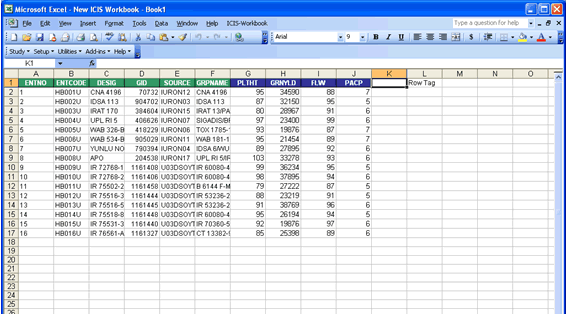 Microsoft Excel - New ICIS Workbook - Book1
File Edit View Insert Format Tools Data Window Help ICIS-Workbook
Type a question for help
Arial 9 B I U $
Study Setup Utilities Add-ins Help
K1 fx
A B C D E F G H I J K L M N O
1 ENTNO ENTCODE DESIG GID SOURCE GRPNAME PLTHT GRNYLD FLW PACP Row Tag
2 1 HB001U CNA 4196 70732 IURON12 CNA 4196 95 34590 88 7
3 2 HB002U IDSA 113 904702 IURON03 IDSA 113 87 32150 95 5
4 3 HB003U IRAT 170 384604 IURON15 IRAT 13/PA 80 28967 91 6
5 4 HB004U UPL RI 5 406626 IURON07 SIGADIS/BI 97 23400 99 6
6 5 HB005U WAB 326-B 418229 IURON06 TOX 1785- 93 19876 87 7
7 6 HB006U WAB 534-B 905029 IURON11 WAB 181-1 95 21454 89 7
8 7 HB007U YUNLU NO 790394 IURON04 IDSA 6/WU 89 27895 92 6
9 8 HB008U APO 204538 IURON17 UPL RI 5/IF 103 33278 93 6
10 9 HB009U IR 72768-1 1161408 U03DSOYT IR 60080-4 99 36234 95 5
11 10 HB010U IR 72768-2 1161408 U03DSOYT IR 60080-4 98 37895 94 6
12 11 HB011U IR 75502-2 1161458 U03DSOYT B 6144 F-M 79 27222 87 5
13 12 HB012U IR 75516-3 1161444 U03DSOYT IR 53236-2 88 23219 91 5
14 13 HB013U IR 75516-5 1161445 U03DSOYT IR 53236-2 91 38769 96 6
15 14 HB014U IR 75518-8 1161440 U03DSOYT IR 60080-4 95 26194 94 5
16 15 HB015U IR 75531-3 1161448 U03DSOYT IR 70360-5 92 19876 97 6
17 16 HB016U IR 76561-A 1161327 U03DSOYT CT 13382- 85 25398 89 6
18
19
20
21
22
23
24
25